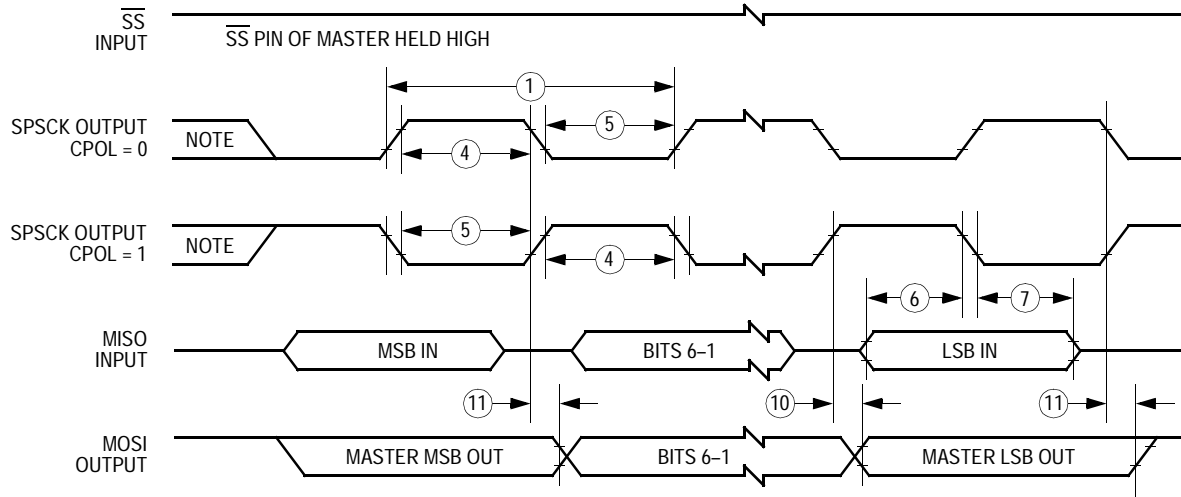 SS
INPUT
SS PIN OF MASTER HELD HIGH
1
SPSCK OUTPUT
CPOL = 0
NOTE
5
4
SPSCK OUTPUT
CPOL = 1
NOTE
5
4
6
7
MISO
INPUT
MSB IN
BITS 6–1
LSB IN
11
10
11
MOSI
OUTPUT
MASTER MSB OUT
BITS 6–1
MASTER LSB OUT